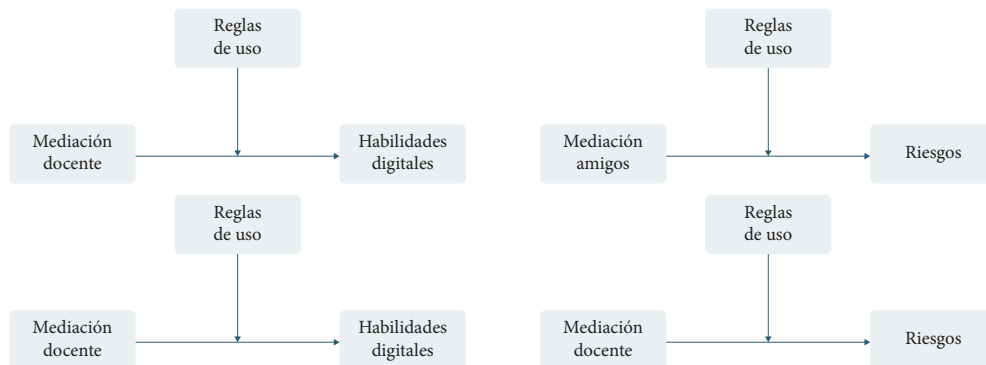 Reglas
de uso
Mediación
docente
Habilidades
digitales
Reglas
de uso
Mediación
amigos
Riesgos
Reglas
de uso
Mediación
docente
Habilidades
digitales
Reglas
de uso
Mediación
docente
Riesgos